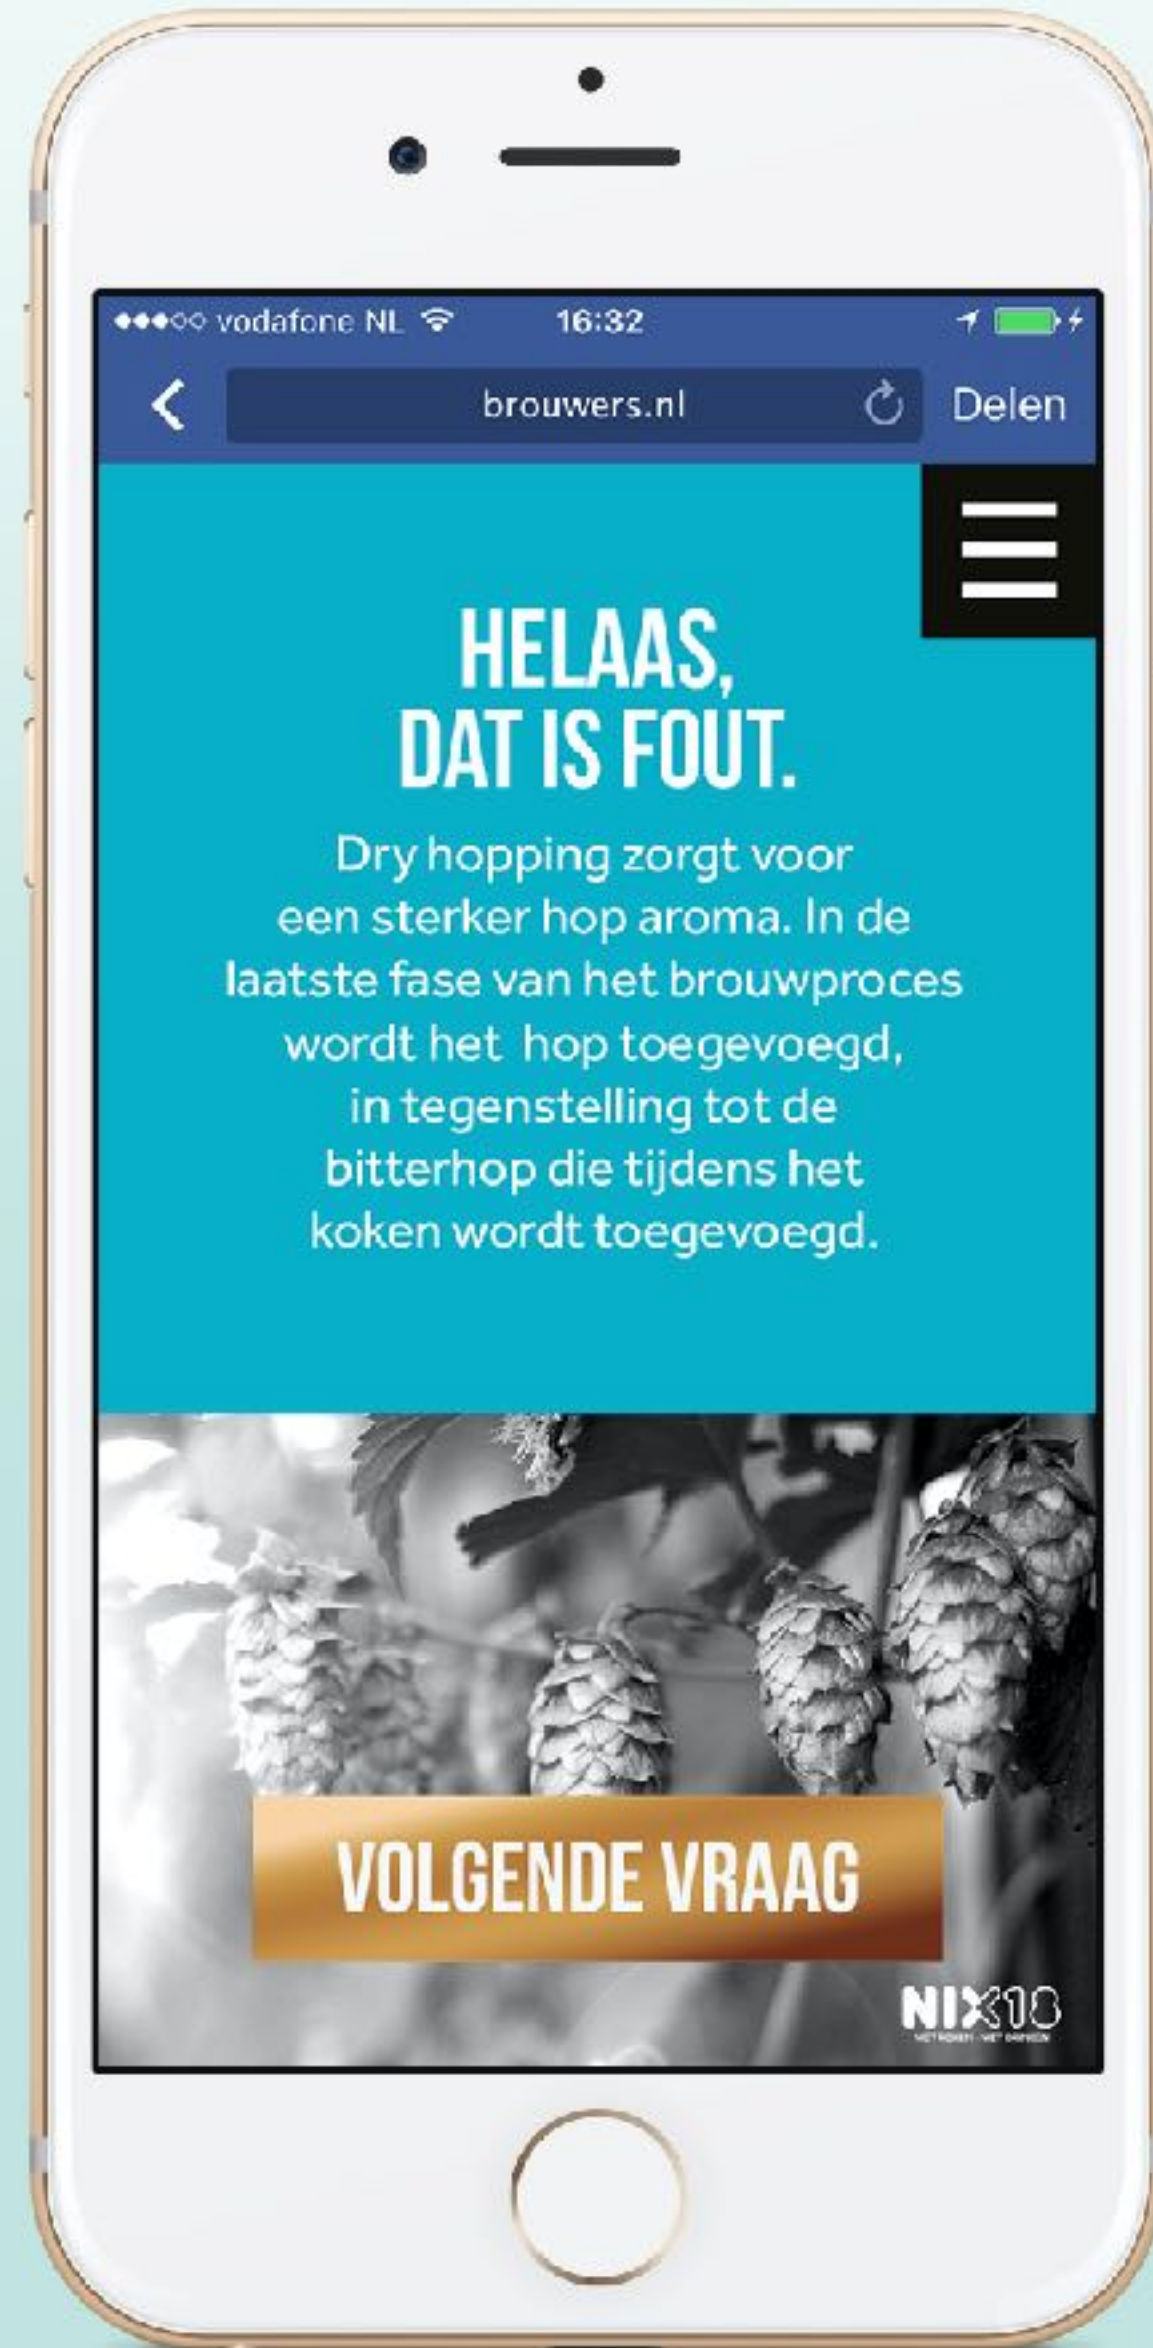 vodafone NL 16:32
brouwers.nl Delen
HELAAS,
DAT IS FOUT.
Dry hopping zorgt voor
een sterker hop aroma. In de
laatste fase van het brouwproces
wordt het hop toegevoegd,
in tegenstelling tot de
bitterhop die tijdens het
koken wordt toegevoegd.
VOLGENDE VRAAG
NIX18